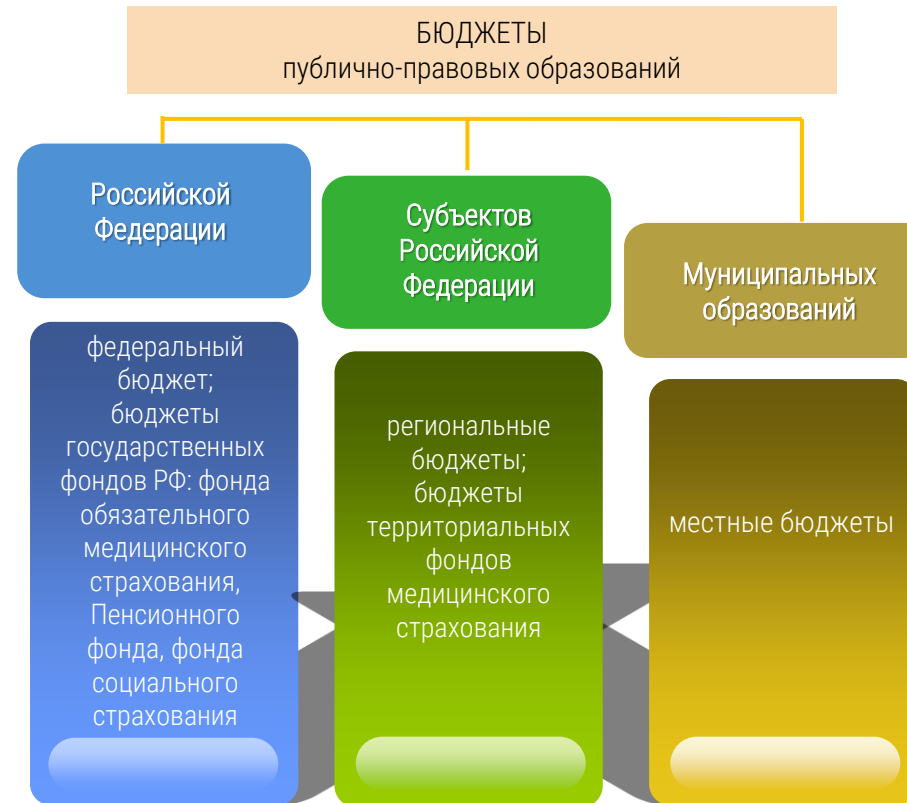 БЮДЖЕТЫ
публично-правовых образований
Российской
Федерации
Субъектов
Российской
Федерации
Муниципальных
образований
федеральный
бюджет;
бюджеты
государственных
фондов РФ: фонда
обязательного
медицинского
страхования,
Пенсионного
фонда, фонда
социального
страхования
региональные
бюджеты;
бюджеты
территориальных
фондов
медицинского
страхования
местные бюджеты